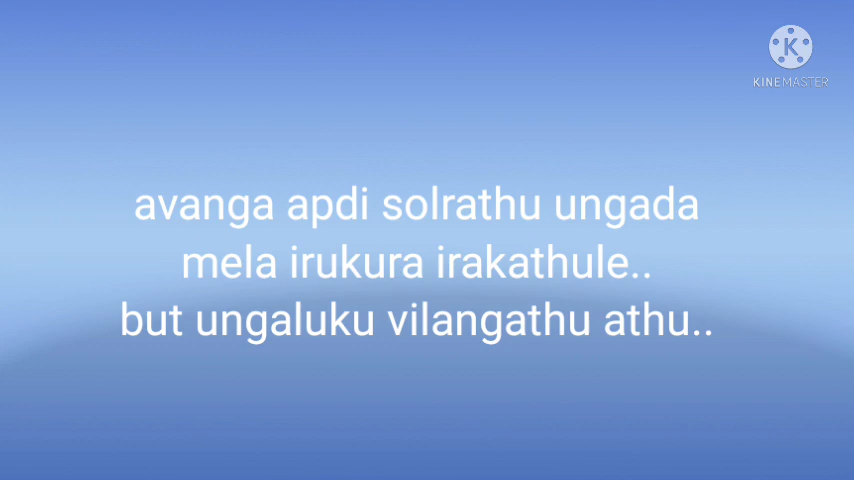 K
KINEMASTER
avanga apdi solrathu ungada
mela irukura irakathule..
but ungaluku vilangathu athu..